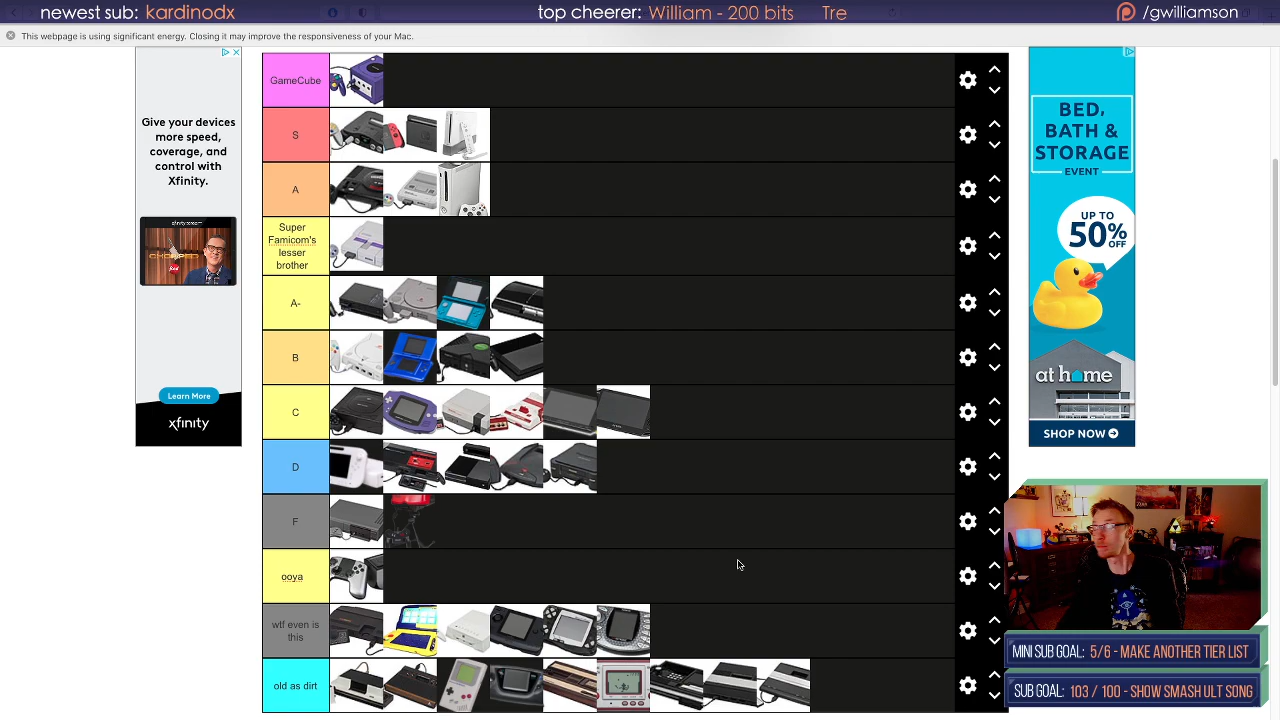 newest sub: kardinodx
top cheerer: William - 200 bits Tre
/gwilliamson
This webpage is using significant energy. Closing it may improve the responsiveness of your Mac.
Give your devices
more speed,
coverage, and
control with
Xfinity.
CHOPPED
Learn More
xfinity
GameCube
S
A
Super
Famicom's
lesser
brother
A-
B
C
D
F
ooya
wtf even is
this
old as dirt
BED,
BATH &
STORAGE
EVENT
UP TO
50%
OFF
at home
SHOP NOW
MINI SUB GOAL: 5/6 - MAKE ANOTHER TIER LIST
SUB GOAL: 103 / 100 - SHOW SMASH ULT SONG